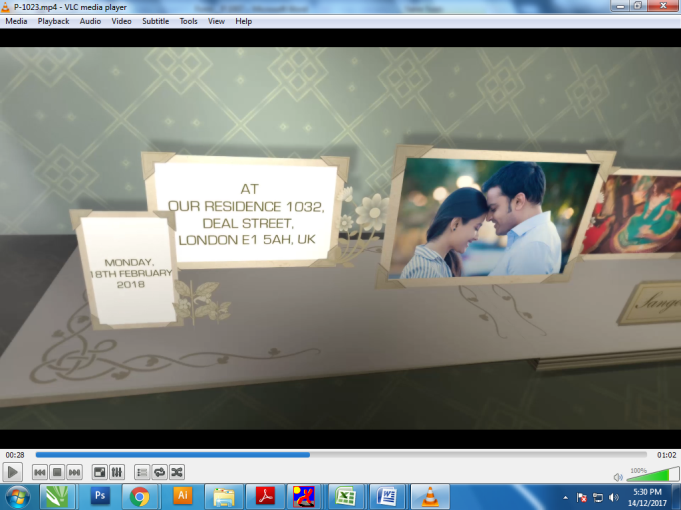 P-1023.mp4 - VLC media player
Media Playback Audio Video Subtitle Tools View Help
AT
OUR RESIDENCE 1032,
DEAL STREET,
LONDON E1 5AH, UK
MONDAY,
18TH FEBRUARY
2018
00:28
01:02
100%
Ps
Ai
5:30 PM
14/12/2017